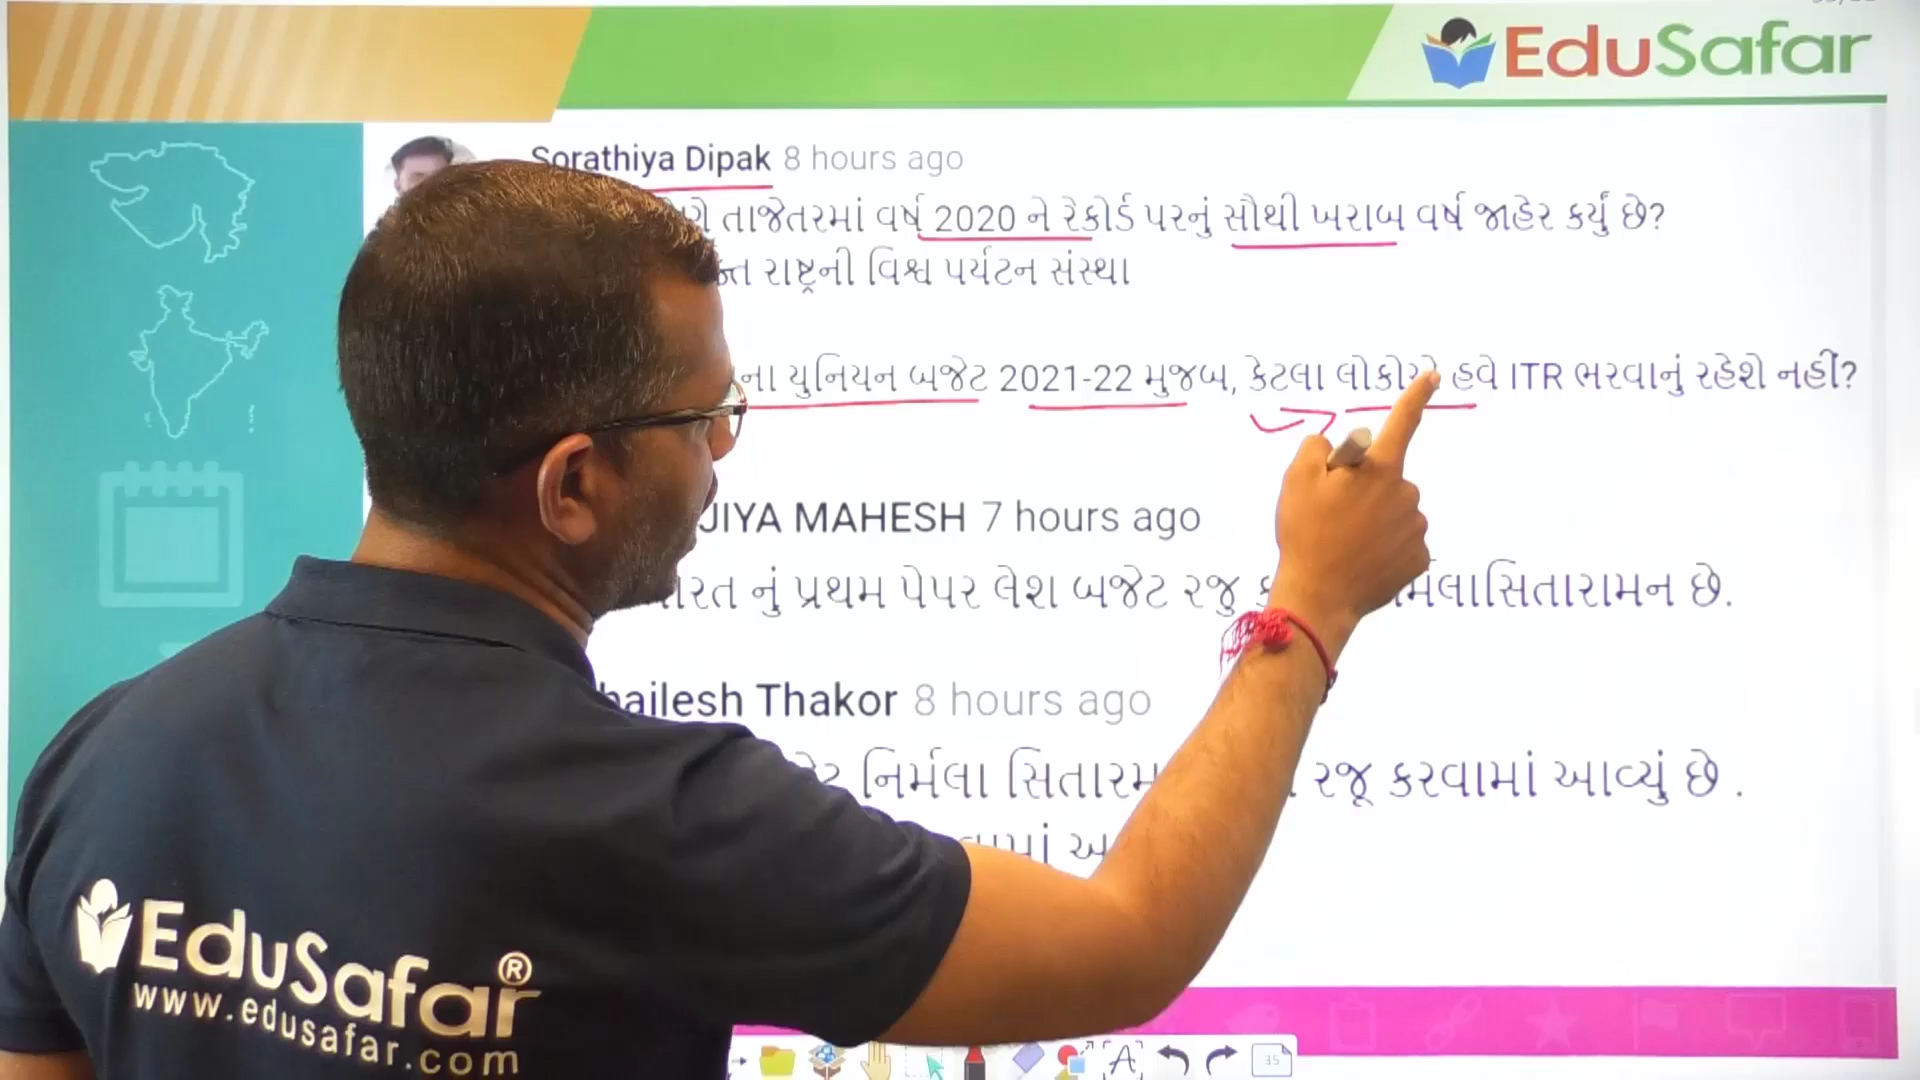 EduSafar
Sorathiya Dipak 8 hours ago
તાજેતરમાં વર્ષ 2020 ને રેકોર્ડ પરનું સૌથી ખરાબ વર્ષ જાહેર કર્યું છે?
રાષ્ટ્રની વિશ્વ પર્યટન સંસ્થા
યુનિયન બજેટ 2021-22 મુજબ, કેટલા હવે ITR ભરવાનું રહેશે નહીં?
JIYA MAHESH 7 hours ago
નું પ્રથમ પેપર લેશ બજેટ રજુ છે.
hailesh Thakor 8 hours ago
નિર્મલા રજૂ કરવામાં આવ્યું છે .
EduSafar®
www.edusafar.com
A
35